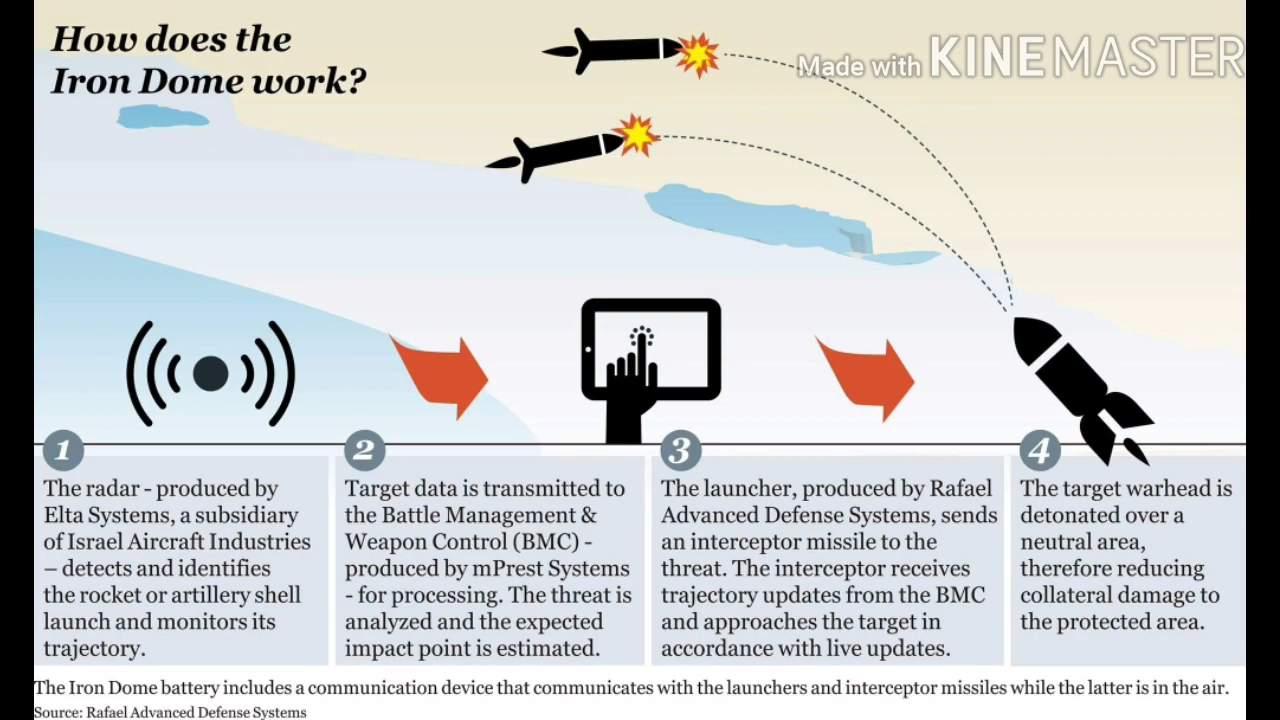 How does the
Iron Dome work?
Made with KINEMASTER
1
The radar - produced by
Elta Systems, a subsidiary
of Israel Aircraft Industries
– detects and identifies
the rocket or artillery shell
launch and monitors its
trajectory.
2
Target data is transmitted to
the Battle Management &
Weapon Control (BMC) -
produced by mPrest Systems
- for processing. The threat is
analyzed and the expected
impact point is estimated.
3
The launcher, produced by Rafael
Advanced Defense Systems, sends
an interceptor missile to the
threat. The interceptor receives
trajectory updates from the BMC
and approaches the target in
accordance with live updates.
4
The target warhead is
detonated over a
neutral area,
therefore reducing
collateral damage to
the protected area.
The Iron Dome battery includes a communication device that communicates with the launchers and interceptor missiles while the latter is in the air.
Source: Rafael Advanced Defense Systems